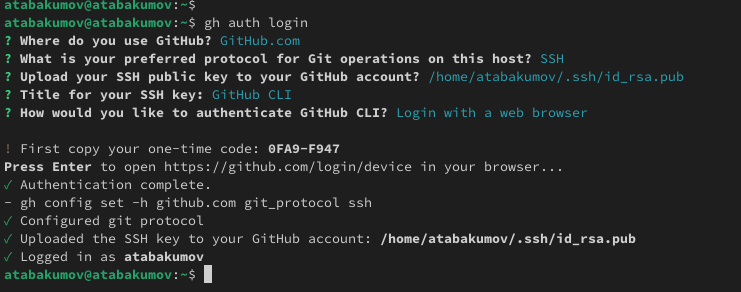 atabakumov@atabakumov:~$
atabakumov@atabakumov:~$ gh auth login
? Where do you use GitHub? GitHub.com
? What is your preferred protocol for Git operations on this host? SSH
? Upload your SSH public key to your GitHub account? /home/atabakumov/.ssh/id_rsa.pub
? Title for your SSH key: GitHub CLI
? How would you like to authenticate GitHub CLI? Login with a web browser
! First copy your one-time code: 0FA9-F947
Press Enter to open https://github.com/login/device in your browser...
✓ Authentication complete.
- gh config set -h github.com git_protocol ssh
✓ Configured git protocol
✓ Uploaded the SSH key to your GitHub account: /home/atabakumov/.ssh/id_rsa.pub
✓ Logged in as atabakumov
atabakumov@atabakumov:~$